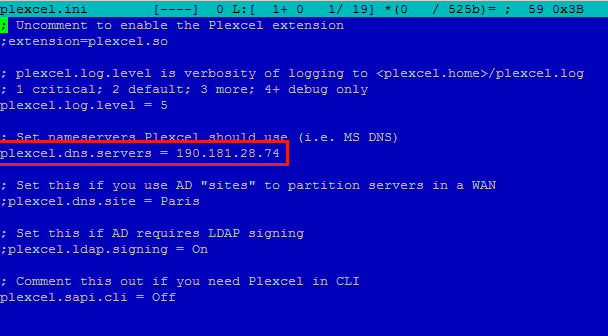 plexcel.ini [----] 0 L:[ 1+ 0 1/ 19] *(0 / 525b)= ; 59 0x3B
; Uncomment to enable the Plexcel extension
;extension=plexcel.so
; plexcel.log.level is verbosity of logging to <plexcel.home>/plexcel.log
; 1 critical; 2 default; 3 more; 4+ debug only
plexcel.log.level = 5
; Set nameservers Plexcel should use (i.e. MS DNS)
plexcel.dns.servers = 190.181.28.74
; Set this if you use AD "sites" to partition servers in a WAN
;plexcel.dns.site = Paris
; Set this if AD requires LDAP signing
;plexcel.ldap.signing = On
; Comment this out if you need Plexcel in CLI
plexcel.sapi.cli = Off